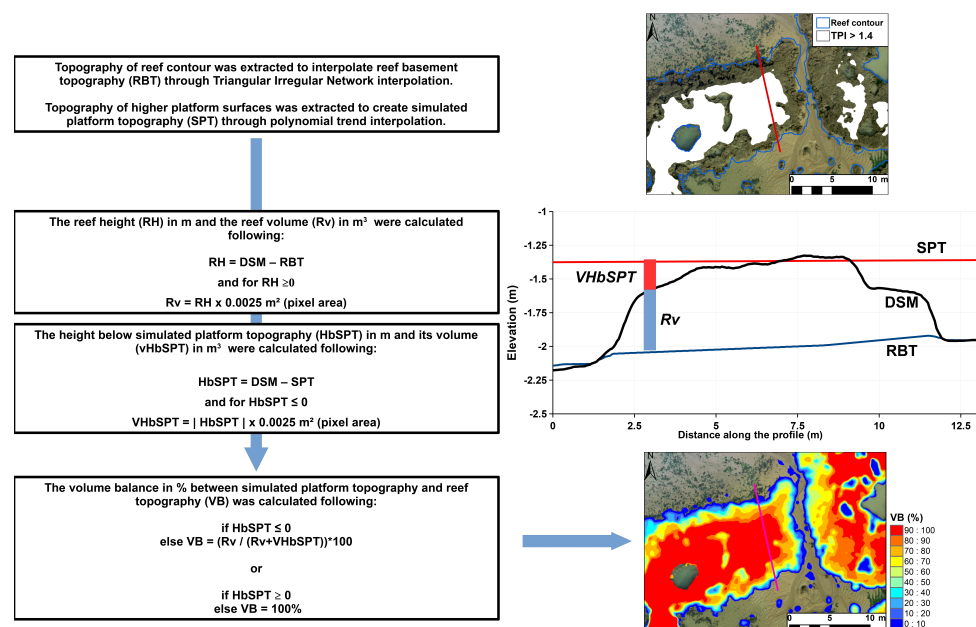 Topography of reef contour was extracted to interpolate reef basement
topography (RBT) through Triangular Irregular Network interpolation.
Topography of higher platform surfaces was extracted to create simulated
platform topography (SPT) through polynomial trend interpolation.
The reef height (RH) in m and the reef volume (Rv) in m³ were calculated
following:
RH = DSM – RBT
and for RH ≥0
Rv = RH x 0.0025 m² (pixel area)
The height below simulated platform topography (HbSPT) in m and its volume
(vHbSPT) in m³ were calculated following:
HbSPT = DSM – SPT
and for HbSPT ≤ 0
VHbSPT = | HbSPT | x 0.0025 m² (pixel area)
The volume balance in % between simulated platform topography and reef
topography (VB) was calculated following:
if HbSPT ≤ 0
else VB = (Rv / (Rv+VHbSPT))*100
or
if HbSPT ≥ 0
else VB = 100%
N
Reef contour
TPI > 1.4
0 5 10 m
-1
-1.25
-1.5
-1.75
-2
-2.25
-2.5
Elevation (m)
SPT
VHbSPT
Rv
DSM
RBT
0 2.5 5 7.5 10 12.5
Distance along the profile (m)
N
VB (%)
90 : 100
80 : 90
70 : 80
60 : 70
50 : 60
40 : 50
30 : 40
20 : 30
10 : 20
0 : 10
0 5 10 m